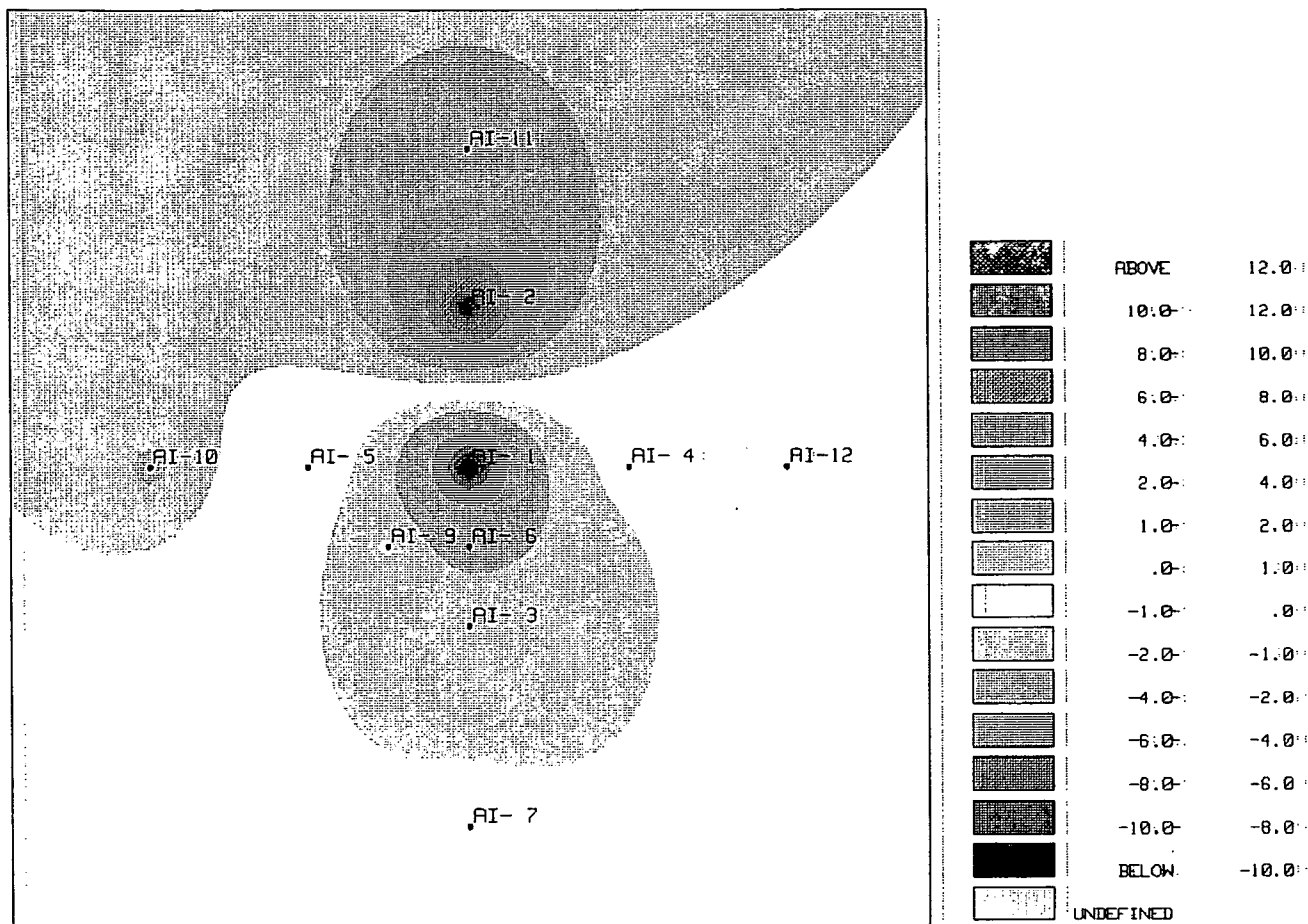 AI-11
AI- 2
AI-10
AI- 5
AI- 1
AI- 4
AI-12
AI- 9
AI- 6
AI- 3
AI- 7
ABOVE 12.0
10.0- 12.0
8.0- 10.0
6.0- 8.0
4.0- 6.0
2.0- 4.0
1.0- 2.0
.0- 1.0
-1.0- .0
-2.0- -1.0
-4.0- -2.0
-6.0- -4.0
-8.0- -6.0
-10.0- -8.0
BELOW -10.0
UNDEFINED